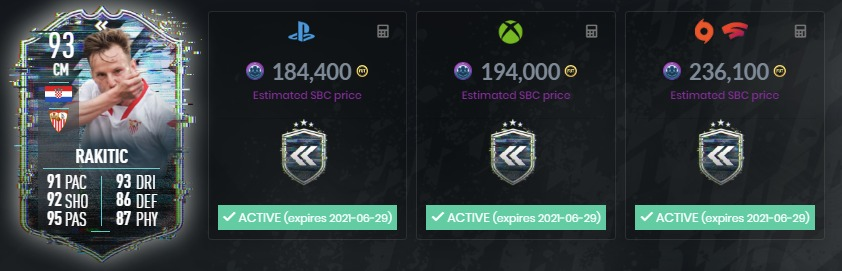 93
CM
RAKITIC
91 PAC 93 DRI
92 SHO 86 DEF
95 PAS 87 PHY
184,400
Estimated SBC price
ACTIVE (expires 2021-06-29)
194,000
Estimated SBC price
ACTIVE (expires 2021-06-29)
236,100
Estimated SBC price
ACTIVE (expires 2021-06-29)